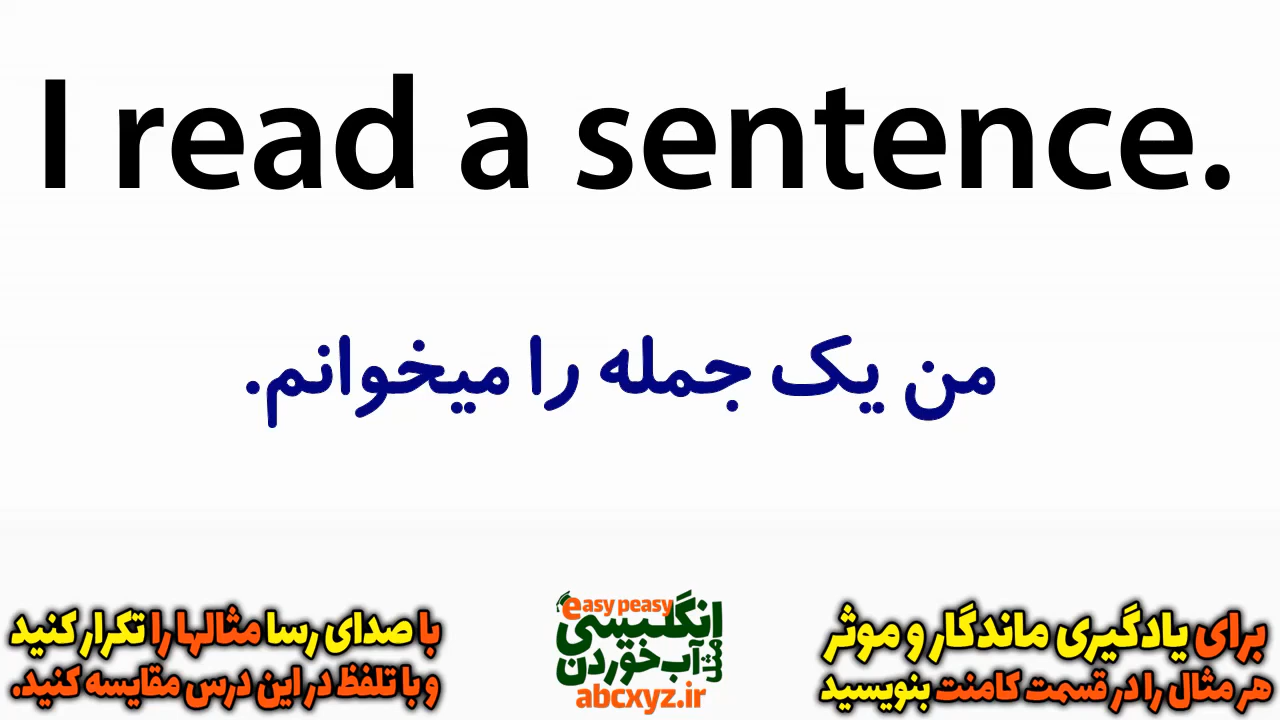 I read a sentence.
من یک جمله را میخوانم.
برای یادگیری ماندگار و موثر
هر مثال را در قسمت کامنت بنویسید
easy peasy
انگلیسی
مثل آب خوردن
abcxyz.ir
با صدای رسا مثالها را تکرار کنید
و با تلفظ در این درس مقایسه کنید.